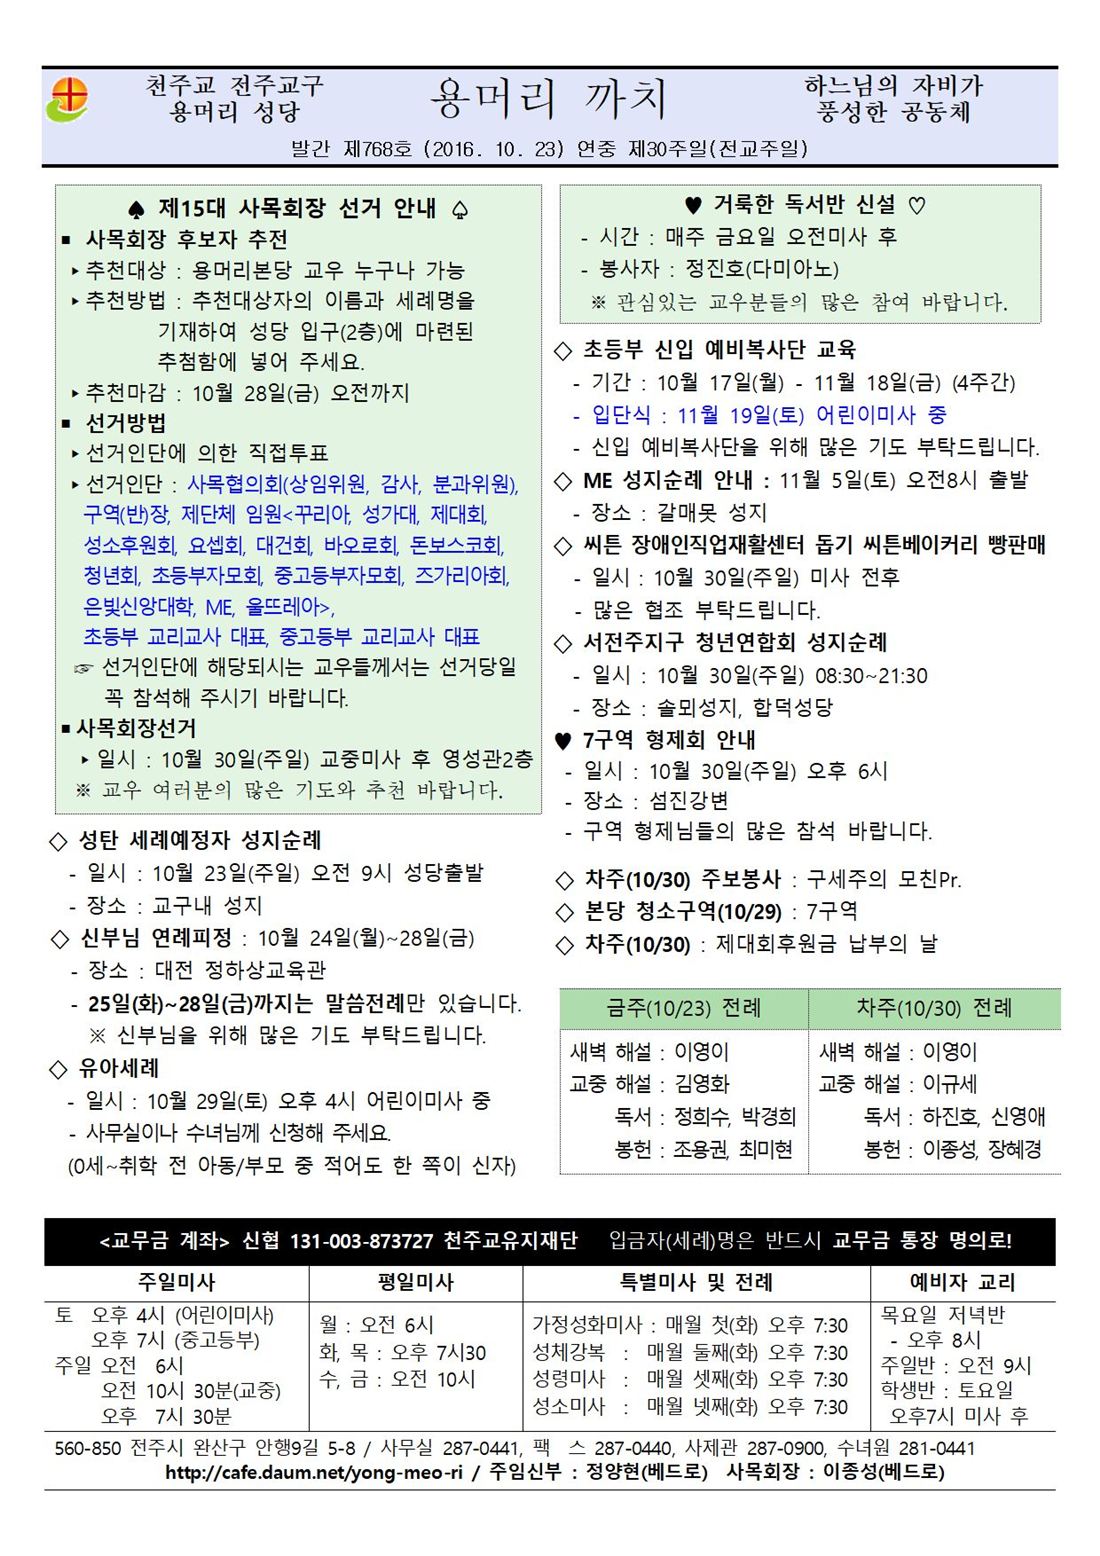 천주교 전주교구
용머리 성당
용머리 까치
하느님의 자비가
풍성한 공동체
발간 제768호 (2016. 10. 23) 연중 제30주일(전교주일)
♠ 제15대 사목회장 선거 안내 ♤
▪ 사목회장 후보자 추전
▸추천대상 : 용머리본당 교우 누구나 가능
▸추천방법 : 추천대상자의 이름과 세례명을
기재하여 성당 입구(2층)에 마련된
추첨함에 넣어 주세요.
▸추천마감 : 10월 28일(금) 오전까지
▪ 선거방법
▸선거인단에 의한 직접투표
▸선거인단 : 사목협의회(상임위원, 감사, 분과위원),
구역(반)장, 제단체 임원<꾸리아, 성가대, 제대회,
성소후원회, 요셉회, 대건회, 바오로회, 돈보스코회,
청년회, 초등부자모회, 중고등부자모회, 즈가리아회,
은빛신앙대학, ME, 울뜨레아>,
초등부 교리교사 대표, 중고등부 교리교사 대표
☞ 선거인단에 해당되시는 교우들께서는 선거당일
꼭 참석해 주시기 바랍니다.
▪사목회장선거
▸일시 : 10월 30일(주일) 교중미사 후 영성관2층
※ 교우 여러분의 많은 기도와 추천 바랍니다.
◇ 성탄 세례예정자 성지순례
- 일시 : 10월 23일(주일) 오전 9시 성당출발
- 장소 : 교구내 성지
◇ 신부님 연례피정 : 10월 24일(월)~28일(금)
- 장소 : 대전 정하상교육관
- 25일(화)~28일(금)까지는 말씀전례만 있습니다.
※ 신부님을 위해 많은 기도 부탁드립니다.
◇ 유아세례
- 일시 : 10월 29일(토) 오후 4시 어린이미사 중
- 사무실이나 수녀님께 신청해 주세요.
(0세~취학 전 아동/부모 중 적어도 한 쪽이 신자)
♥ 거룩한 독서반 신설 ♡
- 시간 : 매주 금요일 오전미사 후
- 봉사자 : 정진호(다미아노)
※ 관심있는 교우분들의 많은 참여 바랍니다.
◇ 초등부 신입 예비복사단 교육
- 기간 : 10월 17일(월) - 11월 18일(금) (4주간)
- 입단식 : 11월 19일(토) 어린이미사 중
- 신입 예비복사단을 위해 많은 기도 부탁드립니다.
◇ ME 성지순례 안내 : 11월 5일(토) 오전8시 출발
- 장소 : 갈매못 성지
◇ 씨튼 장애인직업재활센터 돕기 씨튼베이커리 빵판매
- 일시 : 10월 30일(주일) 미사 전후
- 많은 협조 부탁드립니다.
◇ 서전주지구 청년연합회 성지순례
- 일시 : 10월 30일(주일) 08:30~21:30
- 장소 : 솔뫼성지, 합덕성당
♥ 7구역 형제회 안내
- 일시 : 10월 30일(주일) 오후 6시
- 장소 : 섬진강변
- 구역 형제님들의 많은 참석 바랍니다.
◇ 차주(10/30) 주보봉사 : 구세주의 모친Pr.
◇ 본당 청소구역(10/29) : 7구역
◇ 차주(10/30) : 제대회후원금 납부의 날
금주(10/23) 전례
새벽 해설 : 이영이
교중 해설 : 김영화
독서 : 정희수, 박경희
봉헌 : 조용권, 최미현
차주(10/30) 전례
새벽 해설 : 이영이
교중 해설 : 이규세
독서 : 하진호, 신영애
봉헌 : 이종성, 장혜경
<교무금 계좌> 신협 131-003-873727 천주교유지재단 입금자(세례)명은 반드시 교무금 통장 명의로!
주일미사
토 오후 4시 (어린이미사)
오후 7시 (중고등부)
주일 오전 6시
오전 10시 30분(교중)
오후 7시 30분
평일미사
월 : 오전 6시
화, 목 : 오후 7시30
수, 금 : 오전 10시
특별미사 및 전례
가정성화미사 : 매월 첫(화) 오후 7:30
성체강복 : 매월 둘째(화) 오후 7:30
성령미사 : 매월 셋째(화) 오후 7:30
성소미사 : 매월 넷째(화) 오후 7:30
예비자 교리
목요일 저녁반
- 오후 8시
주일반 : 오전 9시
학생반 : 토요일
오후7시 미사 후
560-850 전주시 완산구 안행9길 5-8 / 사무실 287-0441, 팩 스 287-0440, 사제관 287-0900, 수녀원 281-0441
http://cafe.daum.net/yong-meo-ri / 주임신부 : 정양현(베드로) 사목회장 : 이종성(베드로)